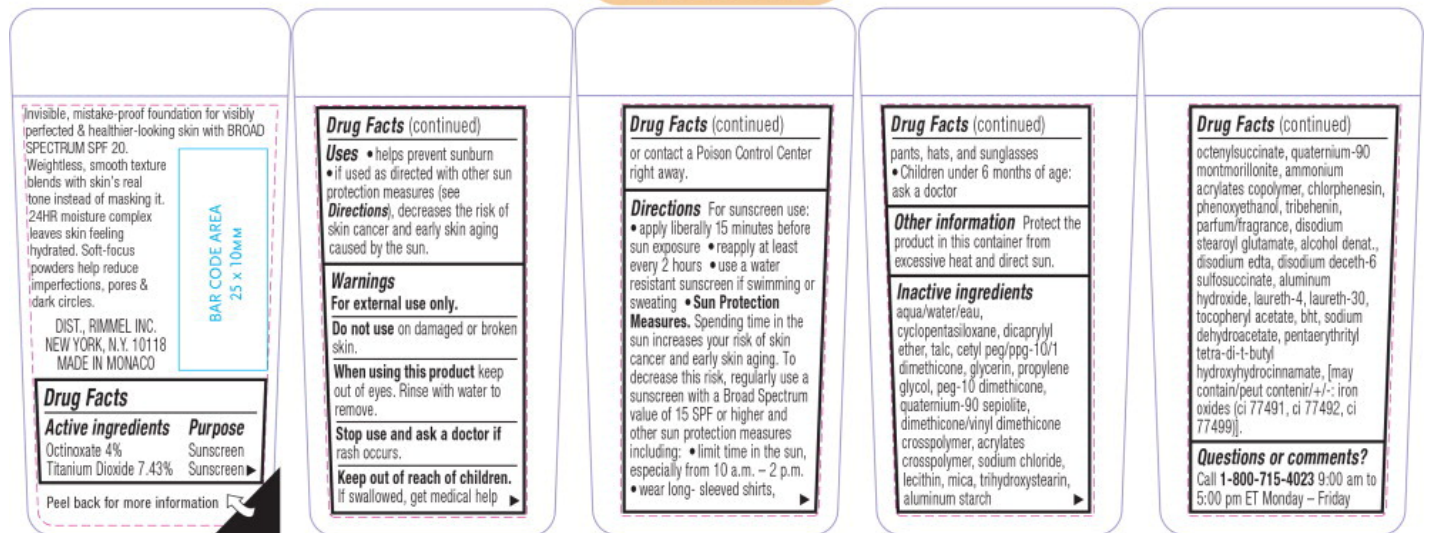 Invisible, mistake-proof foundation for visibly
perfected & healthier-looking skin with BROAD
SPECTRUM SPF 20.
Weightless, smooth texture
blends with skin's real
tone instead of masking it.
24HR moisture complex
leaves skin feeling
hydrated. Soft-focus
powders help reduce
imperfections, pores &
dark circles.
BAR CODE AREA
25 x 10MM
DIST., RIMMEL INC.
NEW YORK, N.Y. 10118
MADE IN MONACO
Drug Facts
Active ingredients Purpose
Octinoxate 4% Sunscreen
Titanium Dioxide 7.43% Sunscreen ▶
Peel back for more information
Drug Facts (continued)
Uses • helps prevent sunburn
• if used as directed with other sun
protection measures (see
Directions), decreases the risk of
skin cancer and early skin aging
caused by the sun.
Warnings
For external use only.
Do not use on damaged or broken
skin.
When using this product keep
out of eyes. Rinse with water to
remove.
Stop use and ask a doctor if
rash occurs.
Keep out of reach of children.
If swallowed, get medical help ▶
Drug Facts (continued)
or contact a Poison Control Center
right away.
Directions For sunscreen use:
• apply liberally 15 minutes before
sun exposure • reapply at least
every 2 hours • use a water
resistant sunscreen if swimming or
sweating • Sun Protection
Measures. Spending time in the
sun increases your risk of skin
cancer and early skin aging. To
decrease this risk, regularly use a
sunscreen with a Broad Spectrum
value of 15 SPF or higher and
other sun protection measures
including: • limit time in the sun,
especially from 10 a.m. – 2 p.m.
• wear long- sleeved shirts, ▶
Drug Facts (continued)
pants, hats, and sunglasses
• Children under 6 months of age:
ask a doctor
Other information Protect the
product in this container from
excessive heat and direct sun.
Inactive ingredients
aqua/water/eau,
cyclopentasiloxane, dicaprylyl
ether, talc, cetyl peg/ppg-10/1
dimethicone, glycerin, propylene
glycol, peg-10 dimethicone,
quaternium-90 sepiolite,
dimethicone/vinyl dimethicone
crosspolymer, acrylates
crosspolymer, sodium chloride,
lecithin, mica, trihydroxystearin,
aluminum starch ▶
Drug Facts (continued)
octenylsuccinate, quaternium-90
montmorillonite, ammonium
acrylates copolymer, chlorphenesin,
phenoxyethanol, tribehenin,
parfum/fragrance, disodium
stearoyl glutamate, alcohol denat.,
disodium edta, disodium deceth-6
sulfosuccinate, aluminum
hydroxide, laureth-4, laureth-30,
tocopheryl acetate, bht, sodium
dehydroacetate, pentaerythrityl
tetra-di-t-butyl
hydroxyhydrocinnamate, [may
contain/peut contenir/+/-: iron
oxides (ci 77491, ci 77492, ci
77499)].
Questions or comments?
Call 1-800-715-4023 9:00 am to
5:00 pm ET Monday – Friday